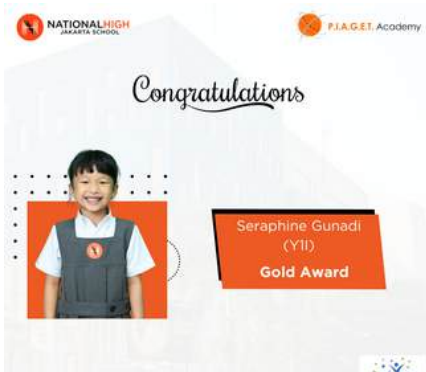 NATIONALHIGH
JAKARTA SCHOOL
P.I.A.G.E.T. Academy
Congratulations
Seraphine Gunadi
(Y1I)
Gold Award